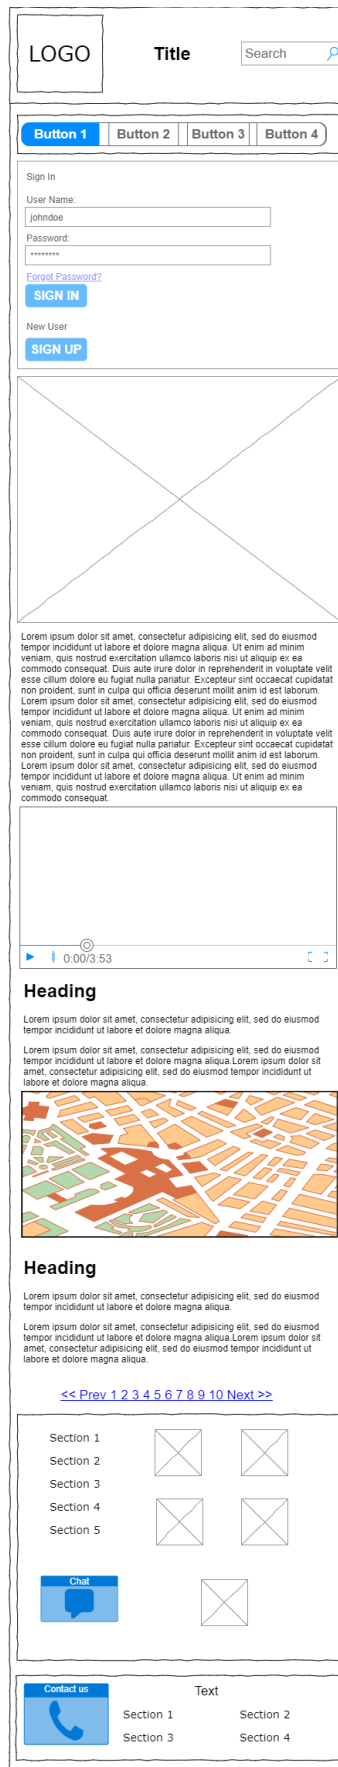 LOGO
Title
Search
Button 1 Button 2 Button 3 Button 4
Sign In
User Name:
johndoe
Password:
********
Forgot Password?
SIGN IN
New User
SIGN UP
Lorem ipsum dolor sit amet, consectetur adipisicing elit, sed do eiusmod
tempor incididunt ut labore et dolore magna aliqua. Ut enim ad minim
veniam, quis nostrud exercitation ullamco laboris nisi ut aliquip ex ea
commodo consequat. Duis aute irure dolor in reprehenderit in voluptate velit
esse cillum dolore eu fugiat nulla pariatur. Excepteur sint occaecat cupidatat
non proident, sunt in culpa qui officia deserunt mollit anim id est laborum.
Lorem ipsum dolor sit amet, consectetur adipisicing elit, sed do eiusmod
tempor incididunt ut labore et dolore magna aliqua. Ut enim ad minim
veniam, quis nostrud exercitation ullamco laboris nisi ut aliquip ex ea
commodo consequat. Duis aute irure dolor in reprehenderit in voluptate velit
esse cillum dolore eu fugiat nulla pariatur. Excepteur sint occaecat cupidatat
non proident, sunt in culpa qui officia deserunt mollit anim id est laborum.
Lorem ipsum dolor sit amet, consectetur adipisicing elit, sed do eiusmod
tempor incididunt ut labore et dolore magna aliqua. Ut enim ad minim
veniam, quis nostrud exercitation ullamco laboris nisi ut aliquip ex ea
commodo consequat.
0:00/3:53
Heading
Lorem ipsum dolor sit amet, consectetur adipisicing elit, sed do eiusmod
tempor incididunt ut labore et dolore magna aliqua.
Lorem ipsum dolor sit amet, consectetur adipisicing elit, sed do eiusmod
tempor incididunt ut labore et dolore magna aliqua.Lorem ipsum dolor sit
amet, consectetur adipisicing elit, sed do eiusmod tempor incididunt ut
labore et dolore magna aliqua.
Heading
Lorem ipsum dolor sit amet, consectetur adipisicing elit, sed do eiusmod
tempor incididunt ut labore et dolore magna aliqua.
Lorem ipsum dolor sit amet, consectetur adipisicing elit, sed do eiusmod
tempor incididunt ut labore et dolore magna aliqua.Lorem ipsum dolor sit
amet, consectetur adipisicing elit, sed do eiusmod tempor incididunt ut
labore et dolore magna aliqua.
<< Prev 1 2 3 4 5 6 7 8 9 10 Next >>
Section 1
Section 2
Section 3
Section 4
Section 5
Chat
Contact us
Text
Section 1 Section 2
Section 3 Section 4